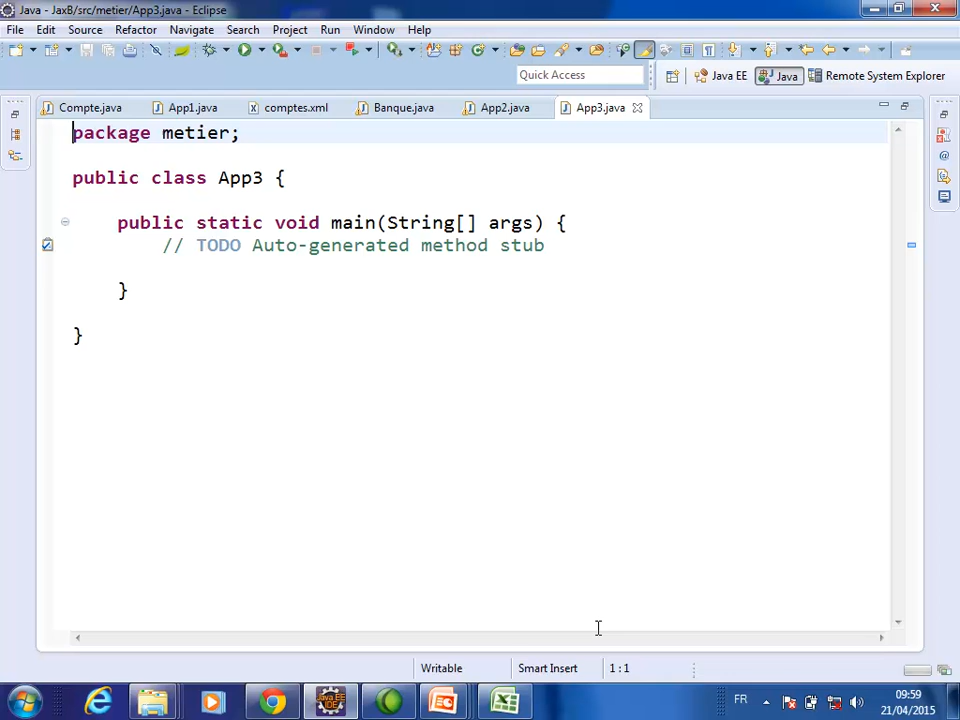 Java - JaxB/src/metier/App3.java - Eclipse
File Edit Source Refactor Navigate Search Project Run Window Help
Quick Access
Java EE
Java
Remote System Explorer
Compte.java
App1.java
comptes.xml
Banque.java
App2.java
App3.java
package metier;
public class App3 {
public static void main(String[] args) {
// TODO Auto-generated method stub
}
}
Writable
Smart Insert
1 : 1
FR
09:59
21/04/2015